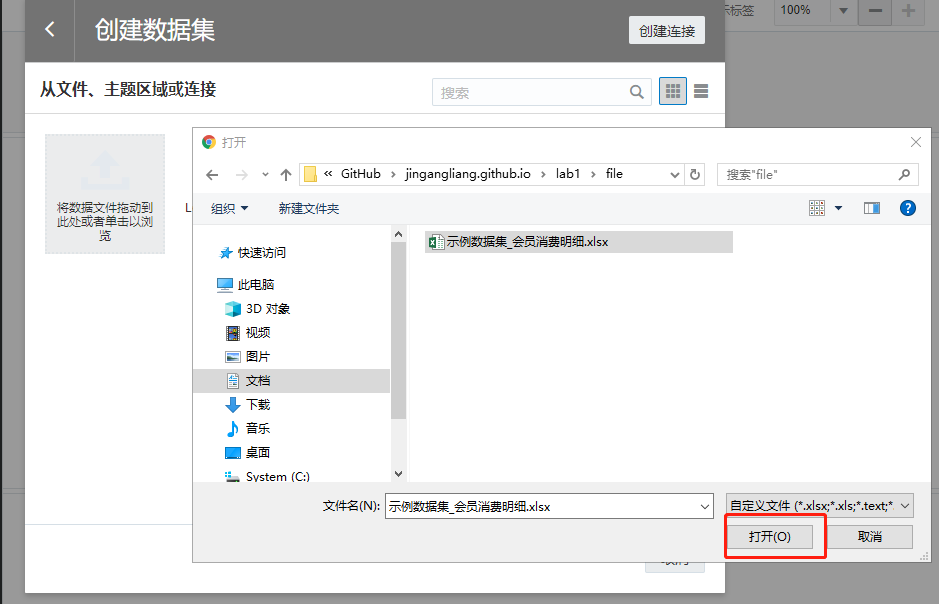 示标签
100%
创建数据集
创建连接
从文件、主题区域或连接
搜索
将数据文件拖动到
此处或者单击以浏
览
L
打开
« GitHub › jingangliang.github.io › lab1 › file
搜索"file"
组织
新建文件夹
快速访问
此电脑
3D 对象
视频
图片
文档
下载
音乐
桌面
System (C:)
示例数据集_会员消费明细.xlsx
文件名(N):
示例数据集_会员消费明细.xlsx
自定义文件 (*.xlsx;*.xls;*.text;*.
打开(O)
取消
取消